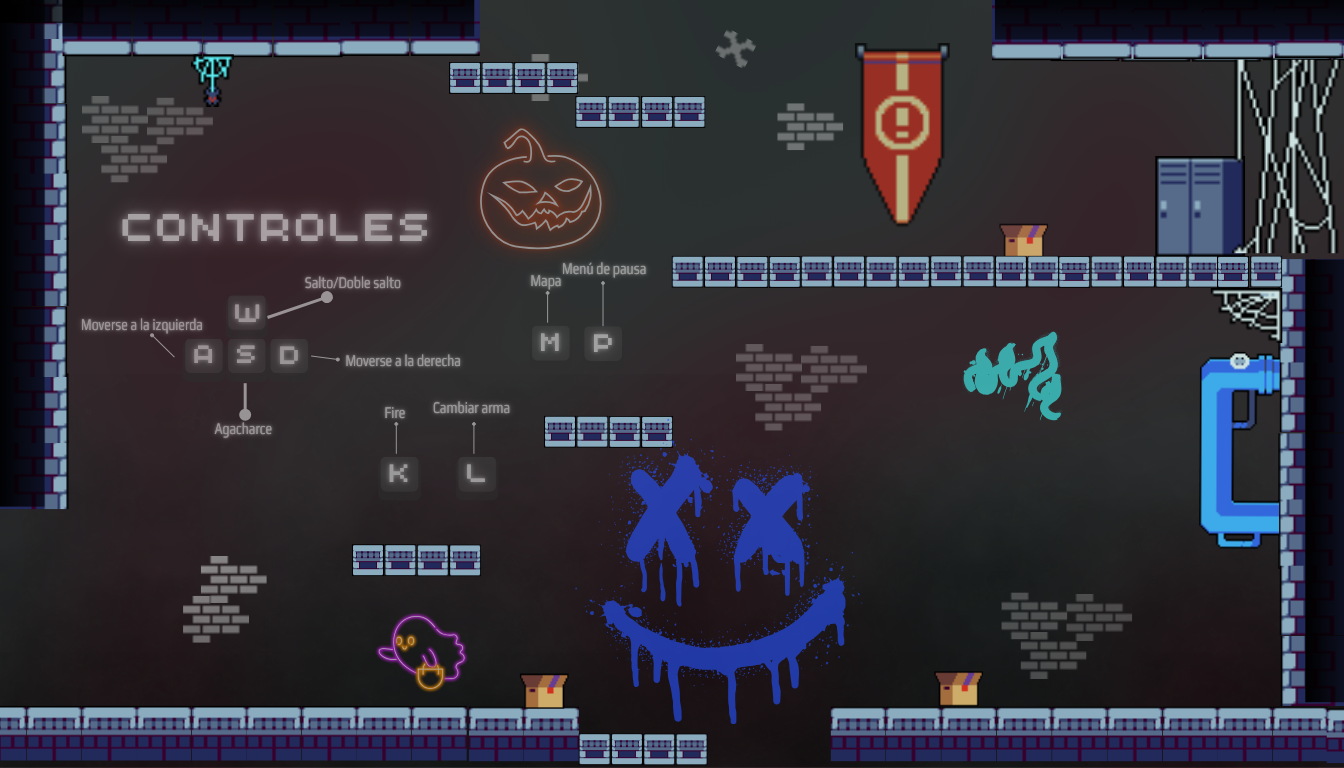 CONTROLES
Salto/Doble salto
W
Moverse a la izquierda
A S D
Moverse a la derecha
Agacharce
Mapa
Menú de pausa
M P
Fire
Cambiar arma
K L
!